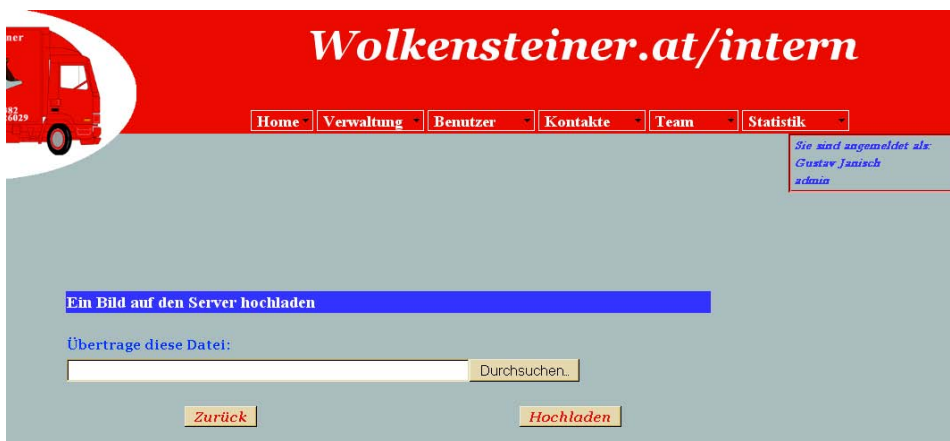 Wolkensteiner.at/intern
Home Verwaltung Benutzer Kontakte Team Statistik
Sie sind angemeldet als:
Gustav Janisch
admin
Ein Bild auf den Server hochladen
Übertrage diese Datei:
Durchsuchen..
Zurück Hochladen